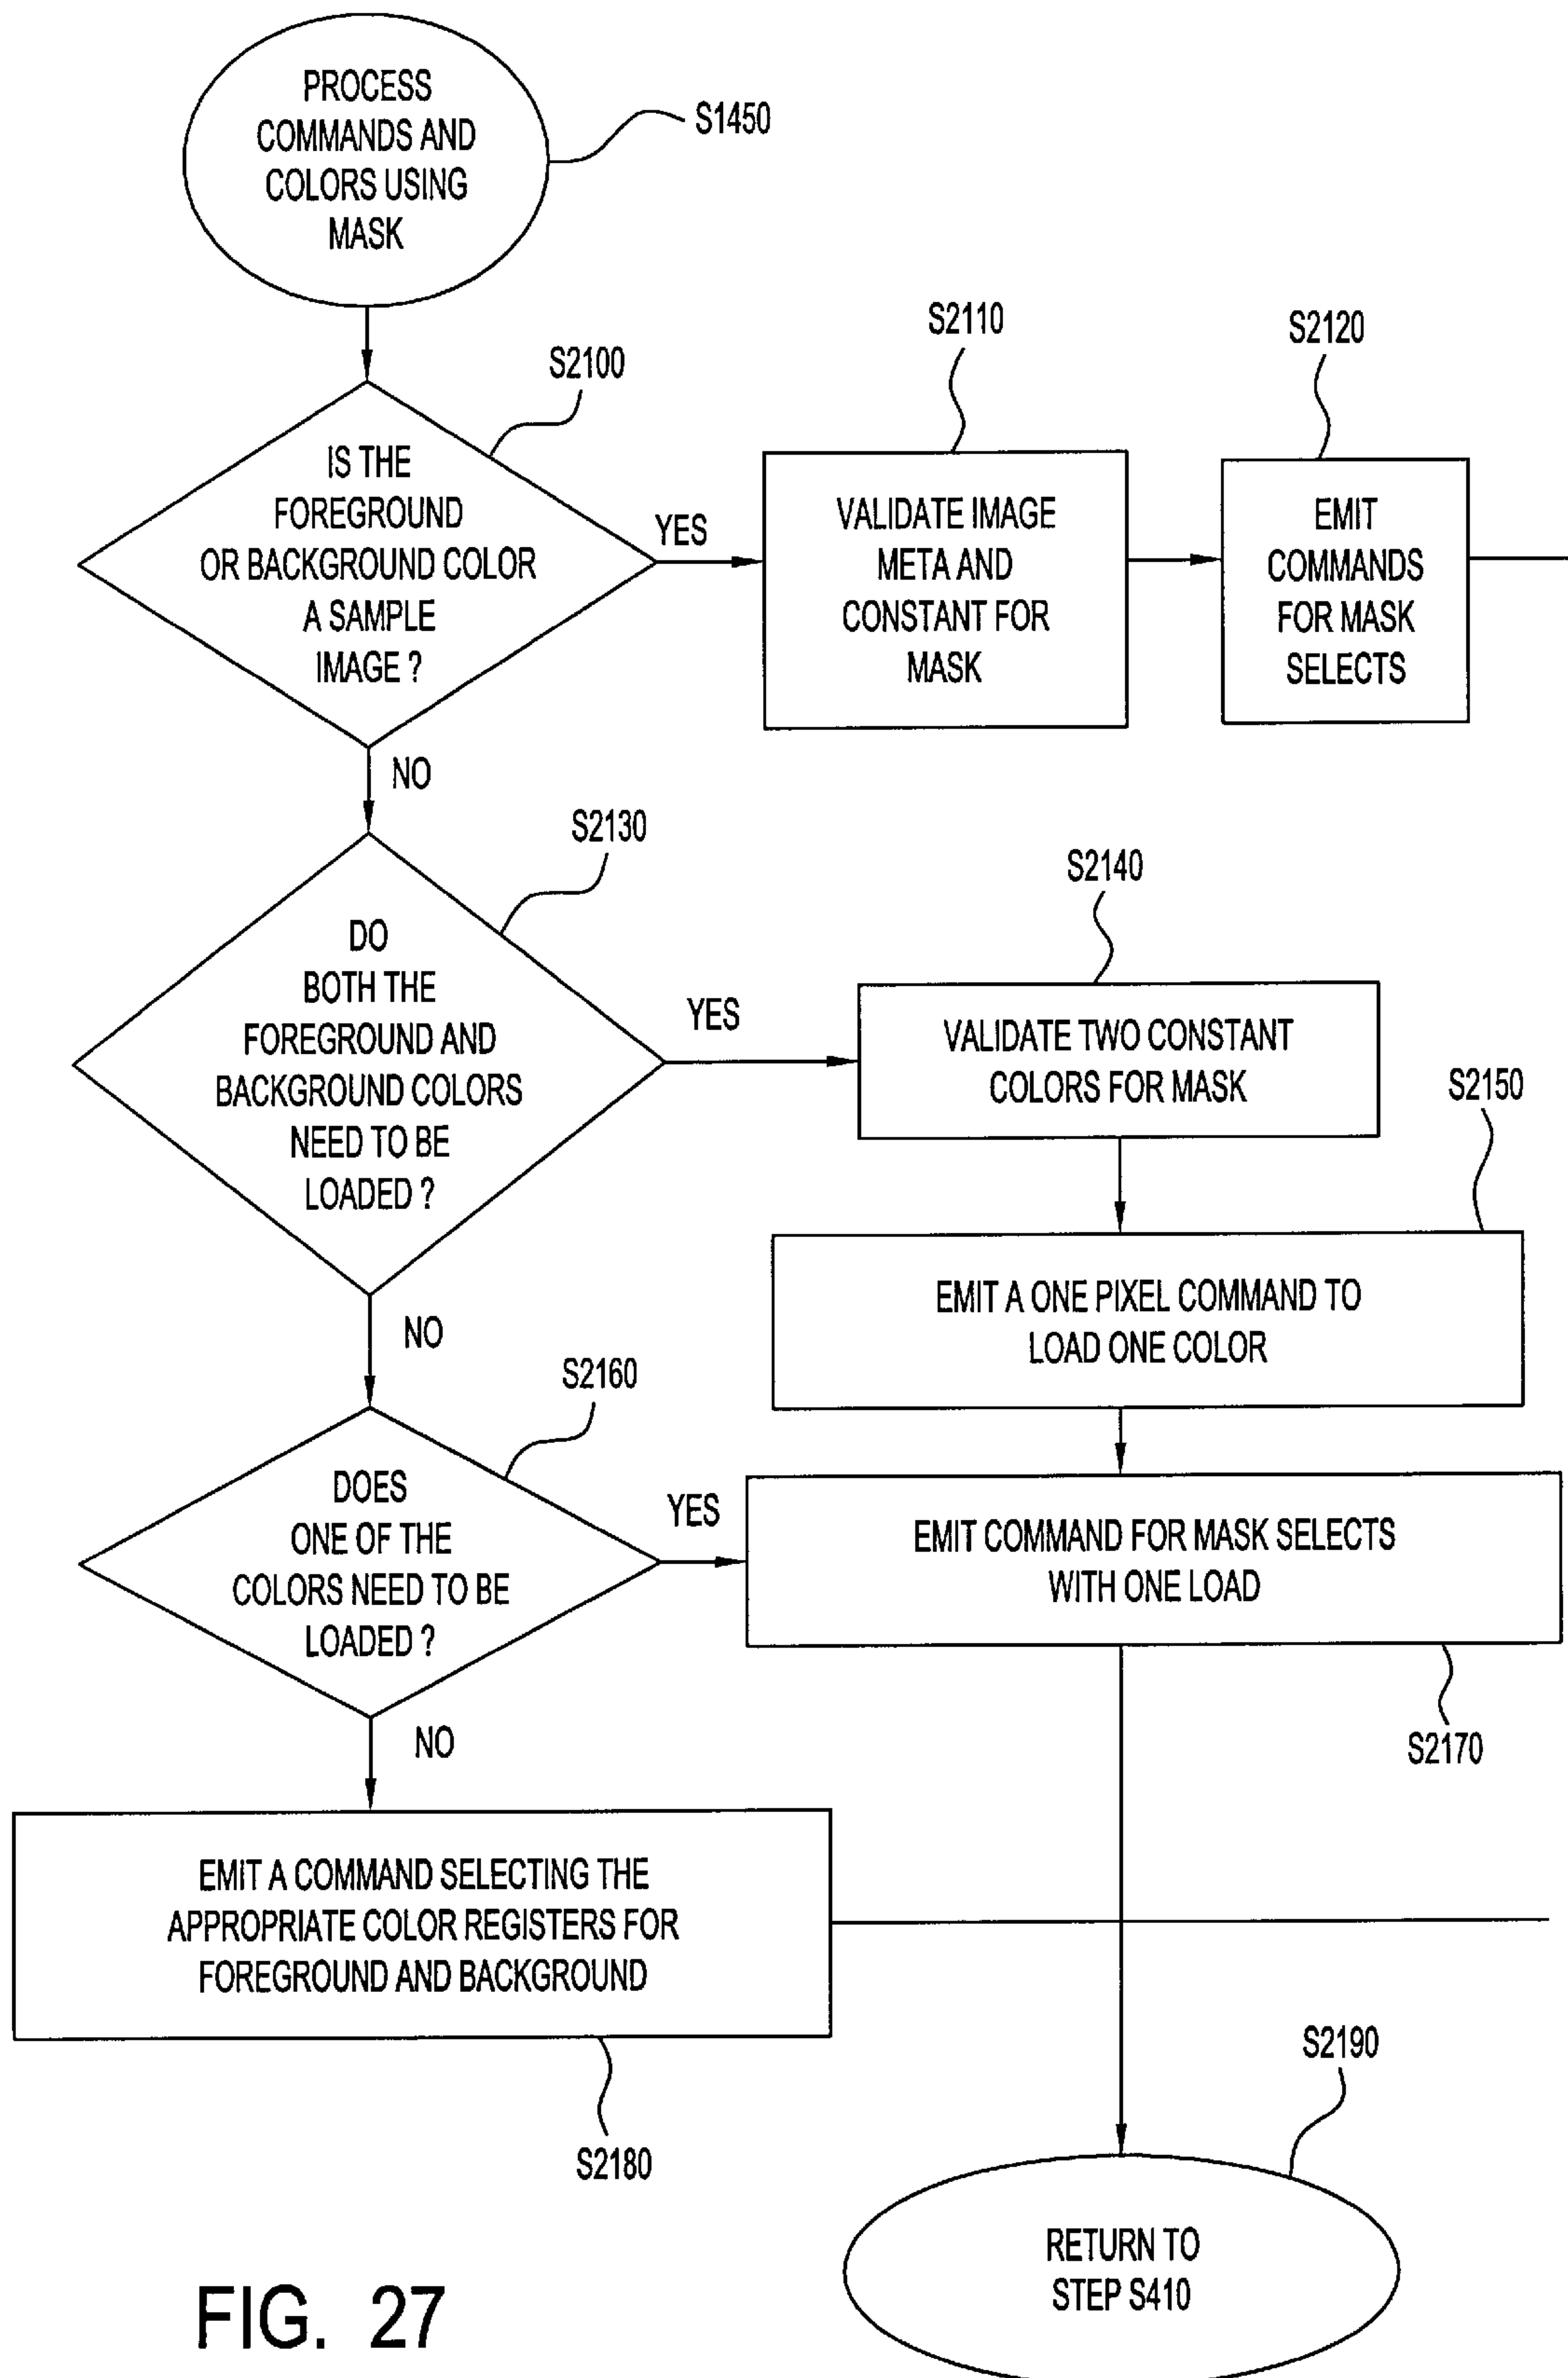 PROCESS
COMMANDS AND
COLORS USING
MASK
S1450
S2100
IS THE
FOREGROUND
OR BACKGROUND COLOR
A SAMPLE
IMAGE ?
YES
S2110
VALIDATE IMAGE
META AND
CONSTANT FOR
MASK
S2120
EMIT
COMMANDS
FOR MASK
SELECTS
NO
S2130
DO
BOTH THE
FOREGROUND AND
BACKGROUND COLORS
NEED TO BE
LOADED ?
YES
S2140
VALIDATE TWO CONSTANT
COLORS FOR MASK
S2150
EMIT A ONE PIXEL COMMAND TO
LOAD ONE COLOR
NO
S2160
DOES
ONE OF THE
COLORS NEED TO BE
LOADED ?
YES
EMIT COMMAND FOR MASK SELECTS
WITH ONE LOAD
S2170
NO
EMIT A COMMAND SELECTING THE
APPROPRIATE COLOR REGISTERS FOR
FOREGROUND AND BACKGROUND
S2180
S2190
RETURN TO
STEP S410
FIG. 27